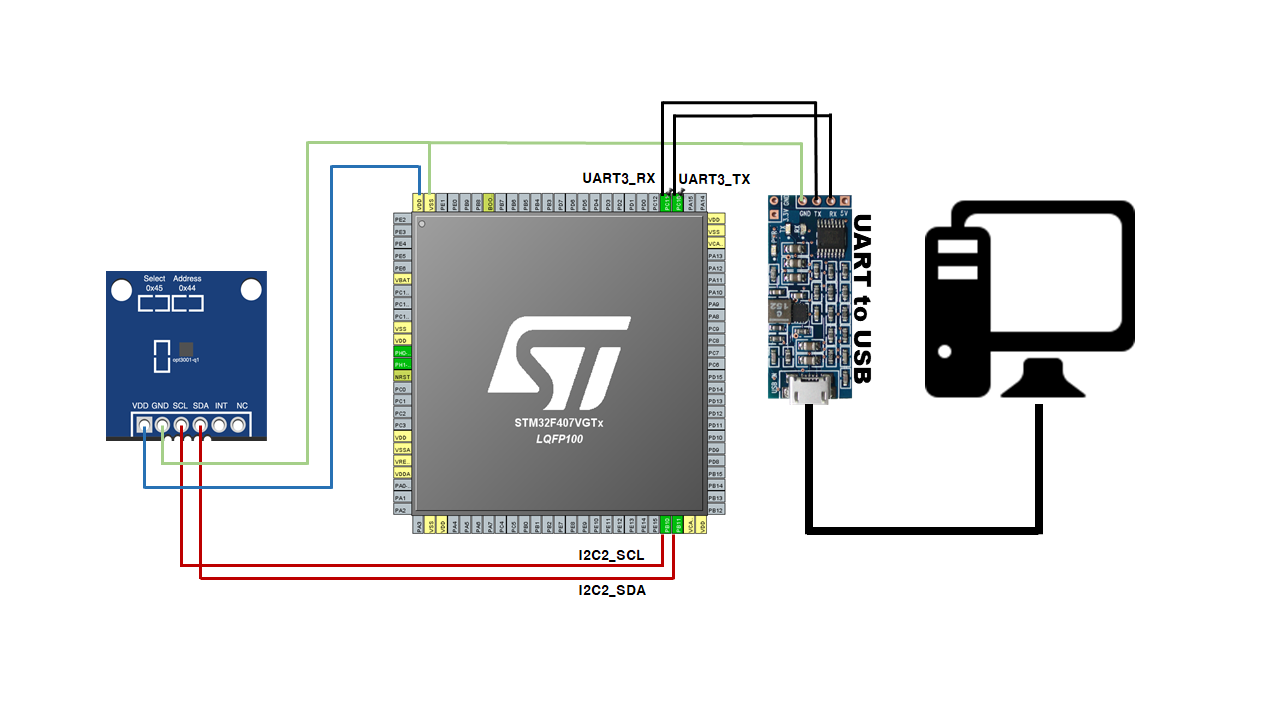 UART3_RX
UART3_TX
VDD
VSS
PE1
PE0
PB9
PB8
BOO
PB7
PB6
PB5
PB4
PB3
PD7
PD6
PD5
PD4
PD3
PD2
PD1
PD0
PC12
PC11
PC10
PA15
PA14
PE2
PE3
PE4
PE5
PE6
VBAT
PC1..
PC1..
PC1..
VSS
VDD
PH0-
PH1-
NRST
PC0
PC1
PC2
PC3
VDD
VSSA
VRE..
VDDA
PA0-
PA1
PA2
VDD
VSS
VCA..
PA13
PA12
PA11
PA10
PA9
PA8
PC9
PC8
PC7
PC6
PD15
PD14
PD13
PD12
PD11
PD10
PD9
PD8
PB15
PB14
PB13
PB12
PA3
VSS
VDD
PA4
PA5
PA6
PA7
PC4
PC5
PB0
PB1
PB2
PE7
PE8
PE9
PE10
PE11
PE12
PE13
PE14
PE15
PB10
PB11
VCA..
VDD
STM32F407VGTx
LQFP100
Select Address
0x45 0x44
opt3001-q1
VDD GND SCL SDA INT NC
I2C2_SCL
I2C2_SDA
3.3V GND
GND TX RX 5V
TX RX
PWR
USB IN
UART to USB